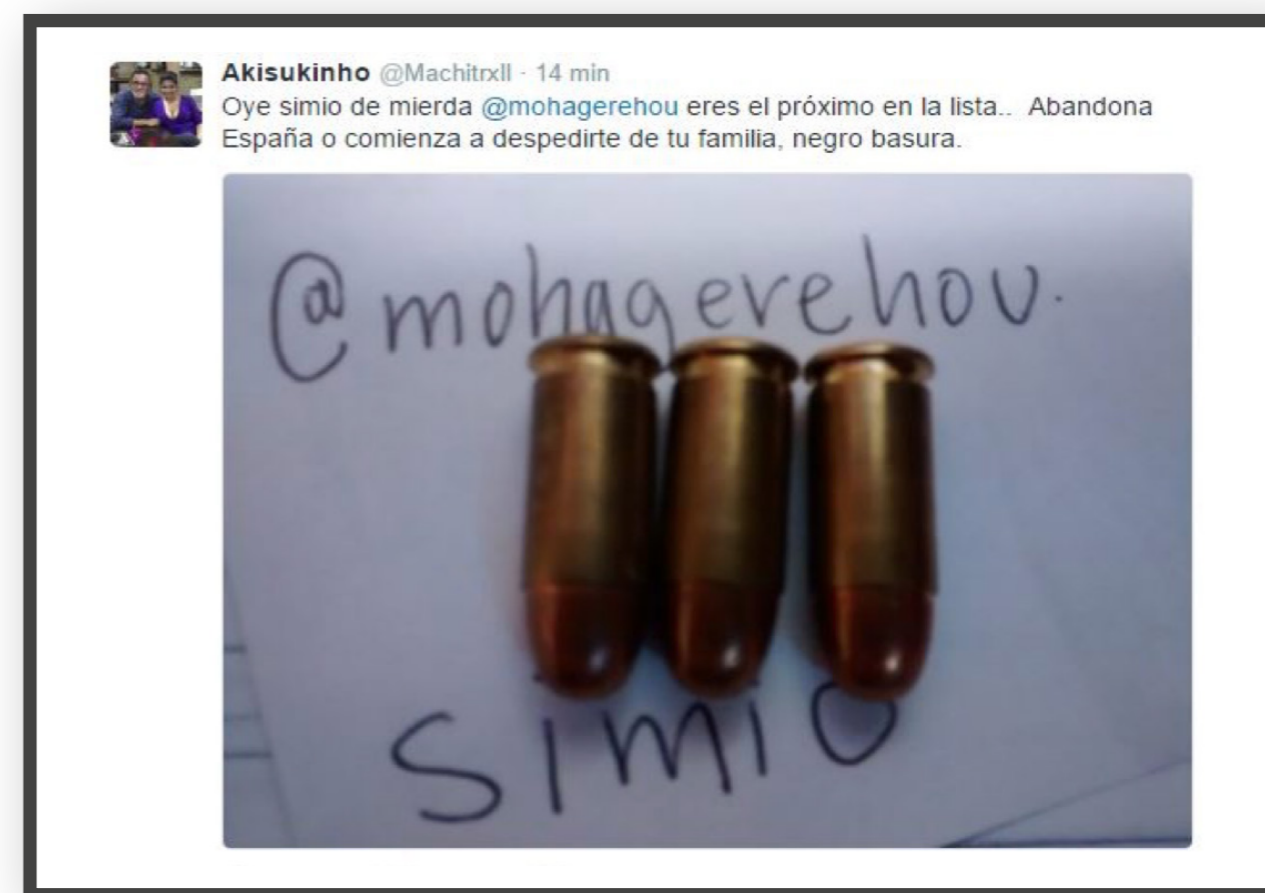 Akisukinho @Machitrxll · 14 min
Oye simio de mierda @mohagerehou eres el próximo en la lista.. Abandona
España o comienza a despedirte de tu familia, negro basura.
@mohagerehou.
simio